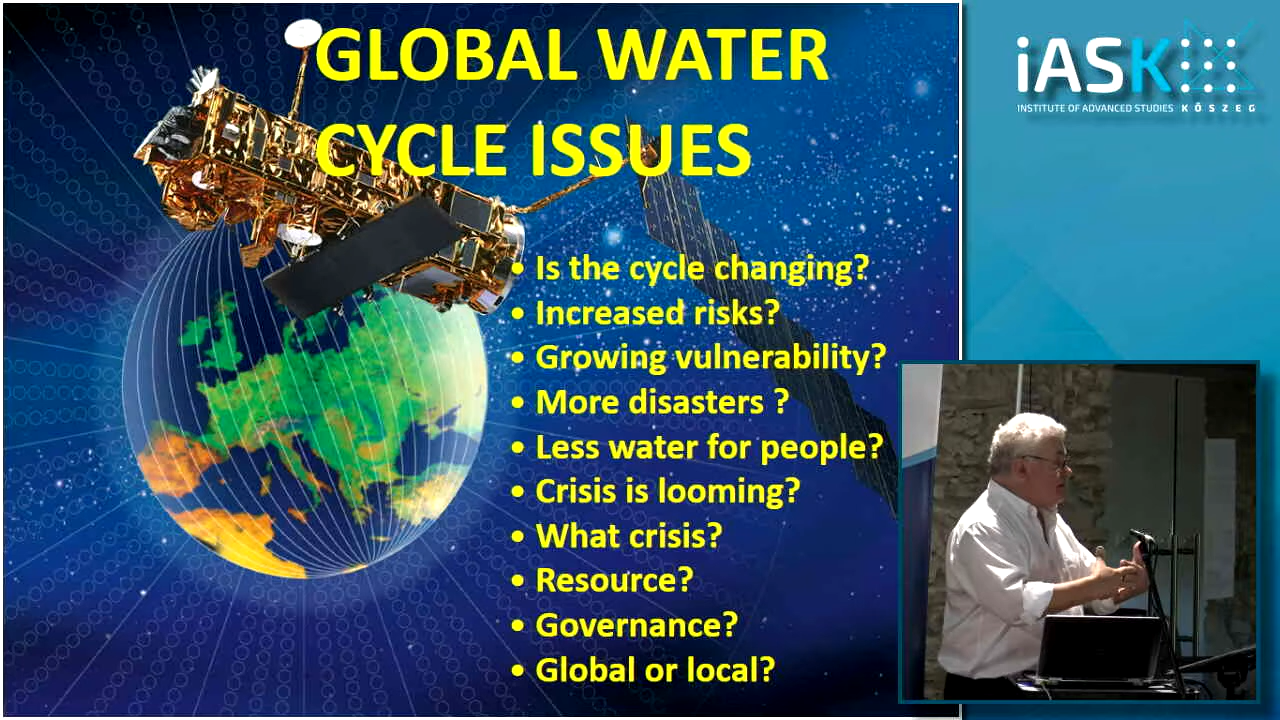 GLOBAL WATER
CYCLE ISSUES
• Is the cycle changing?
• Increased risks?
• Growing vulnerability?
• More disasters ?
• Less water for people?
• Crisis is looming?
• What crisis?
• Resource?
• Governance?
• Global or local?
iASK
INSTITUTE OF ADVANCED STUDIES KŐSZEG